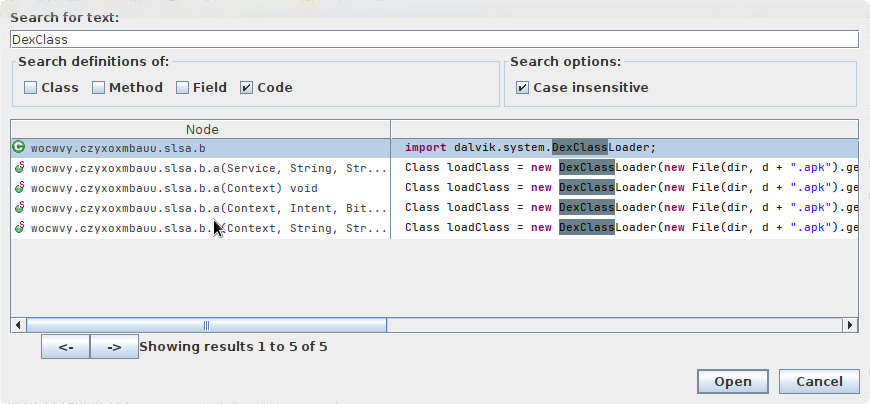 Search for text:
DexClass
Search definitions of:
Class Method Field Code
Search options:
Case insensitive
Node
wocwvy.czyxoxmbauu.slsa.b import dalvik.system.DexClassLoader;
wocwvy.czyxoxmbauu.slsa.b.a(Service, String, Str... Class loadClass = new DexClassLoader(new File(dir, d + ".apk").ge
wocwvy.czyxoxmbauu.slsa.b.a(Context) void Class loadClass = new DexClassLoader(new File(dir, d + ".apk").ge
wocwvy.czyxoxmbauu.slsa.b.a(Context, Intent, Bit... Class loadClass = new DexClassLoader(new File(dir, d + ".apk").ge
wocwvy.czyxoxmbauu.slsa.b. (Context, String, Str... Class loadClass = new DexClassLoader(new File(dir, d + ".apk").ge
<- -> Showing results 1 to 5 of 5
Open Cancel